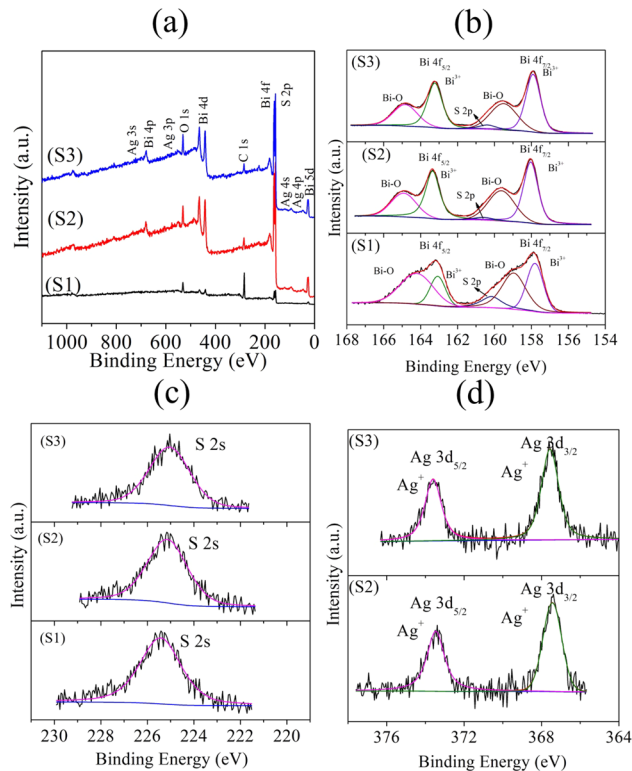 (a)
Intensity (a.u.)
(S3)
(S2)
(S1)
Ag 3s
Bi 4p
Ag 3p
O 1s
Bi 4d
C 1s
Bi 4f
S 2p
Ag 4s
Ag 4p
Bi 5d
1000 800 600 400 200 0
Binding Energy (eV)
(b)
Intensity (a.u.)
(S3)
Bi-O
Bi 4f5/2
Bi3+
S 2p
Bi-O
Bi 4f7/2
Bi3+
(S2)
Bi-O
Bi 4f5/2
Bi3+
S 2p
Bi-O
Bi 4f7/2
Bi3+
(S1)
Bi-O
Bi 4f5/2
Bi3+
S 2p
Bi-O
Bi 4f7/2
Bi3+
168 166 164 162 160 158 156 154
Binding Energy (eV)
(c)
Intensity (a.u.)
(S3)
S 2s
(S2)
S 2s
(S1)
S 2s
230 228 226 224 222 220
Binding Energy (eV)
(d)
Intensity (a.u.)
(S3)
Ag 3d5/2
Ag+
Ag 3d3/2
Ag+
(S2)
Ag 3d5/2
Ag+
Ag 3d3/2
Ag+
376 372 368 364
Binding Energy (eV)